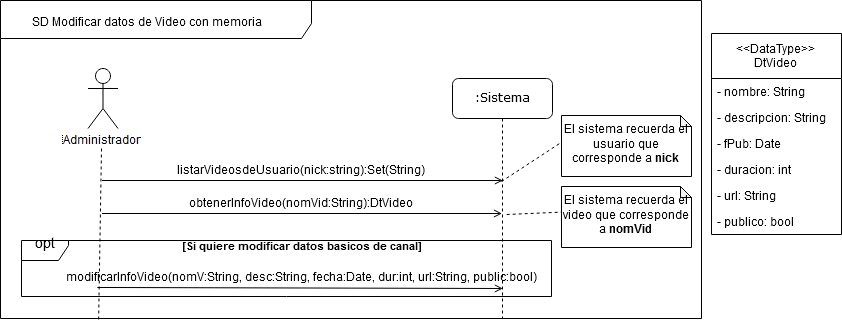 SD Modificar datos de Video con memoria
<<DataType>>
DtVideo
- nombre: String
- descripcion: String
- fPub: Date
- duracion: int
- url: String
- publico: bool
:Administrador
:Sistema
El sistema recuerda el
usuario que
corresponde a nick
listarVideosdeUsuario(nick:string):Set(String)
obtenerInfoVideo(nomVid:String):DtVideo
El sistema recuerda el
video que corresponde
a nomVid
opt
[Si quiere modificar datos basicos de canal]
modificarInfoVideo(nomV:String, desc:String, fecha:Date, dur:int, url:String, public:bool)